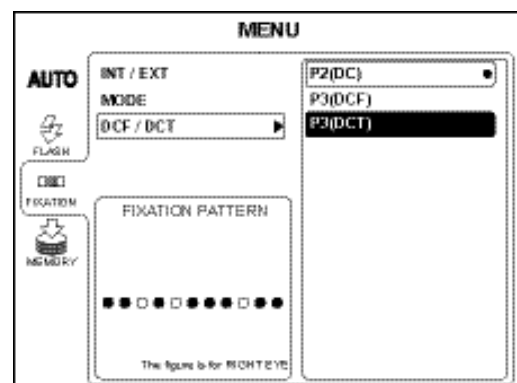 MENU
AUTO
FLASH
FIXATION
MEMORY
INT / EXT
MODE
DCF / DCT
P2(DC)
P3(DCF)
P3(DCT)
FIXATION PATTERN
The figure is for RIGHT EYE